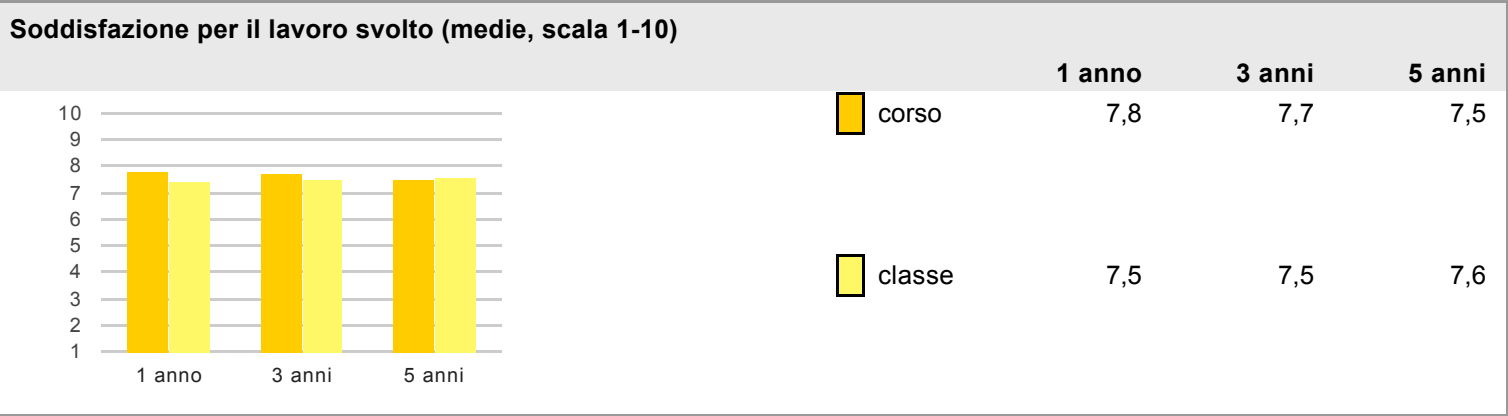 Soddisfazione per il lavoro svolto (medie, scala 1-10)
1 anno 3 anni 5 anni
10
9
8
7
6
5
4
3
2
1
1 anno 3 anni 5 anni
corso 7,8 7,7 7,5
classe 7,5 7,5 7,6